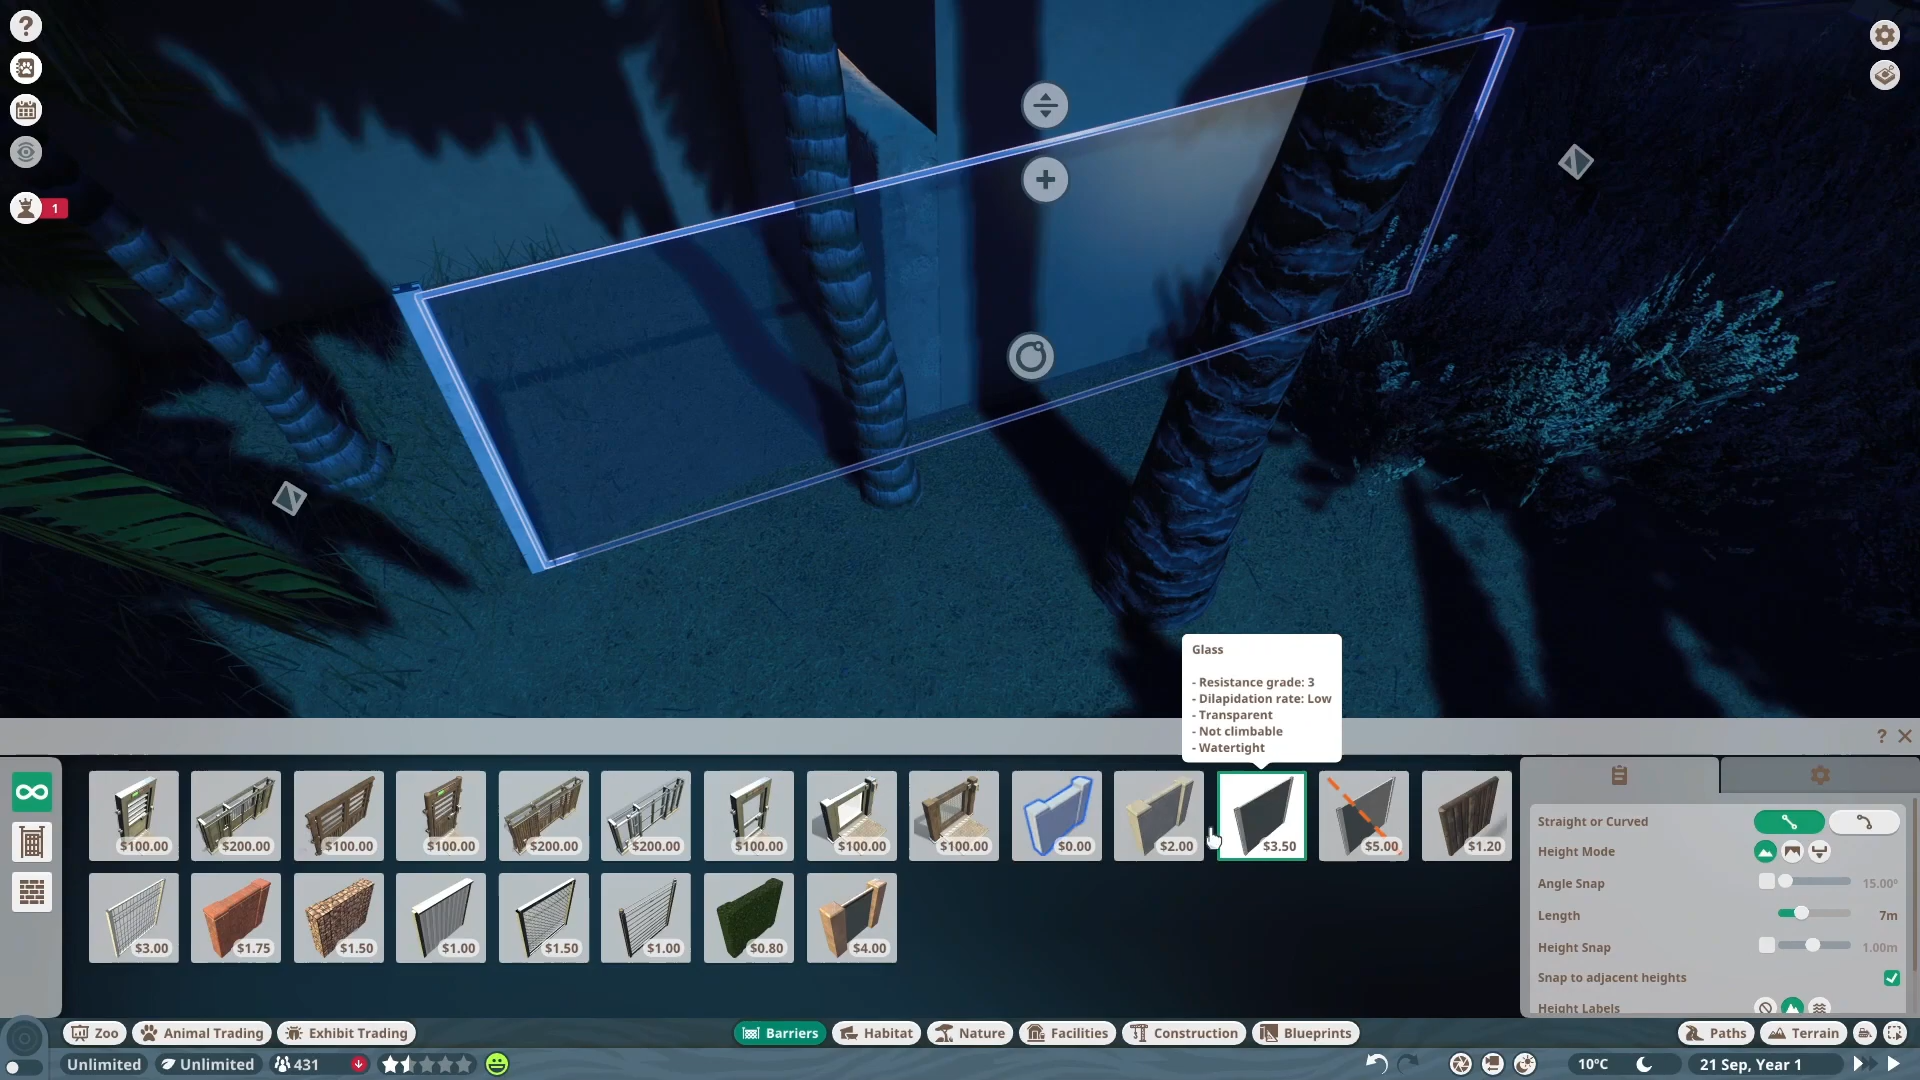 ?
1
Glass
- Resistance grade: 3
- Dilapidation rate: Low
- Transparent
- Not climbable
- Watertight
?
$100.00 $200.00 $100.00 $100.00 $200.00 $200.00 $100.00 $100.00 $100.00 $0.00 $2.00 $3.50 $5.00 $1.20
$3.00 $1.75 $1.50 $1.00 $1.50 $1.00 $0.80 $4.00
Straight or Curved
Height Mode
Angle Snap 15.00°
Length 7m
Height Snap 1.00m
Snap to adjacent heights
Height Labels
Zoo Animal Trading Exhibit Trading Barriers Habitat Nature Facilities Construction Blueprints Paths Terrain
Unlimited Unlimited 431 10°C 21 Sep, Year 1